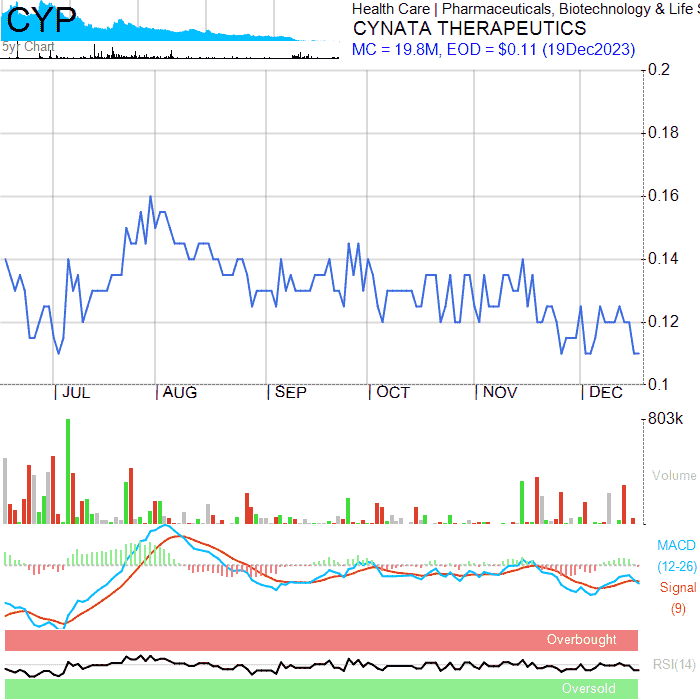 CYP
5yr Chart
Health Care | Pharmaceuticals, Biotechnology & Life S
CYNATA THERAPEUTICS
MC = 19.8M, EOD = $0.11 (19Dec2023)
0.2
0.18
0.16
0.14
0.12
0.1
JUL AUG SEP OCT NOV DEC
803k
Volume
MACD
(12-26)
Signal
(9)
Overbought
RSI(14)
Oversold